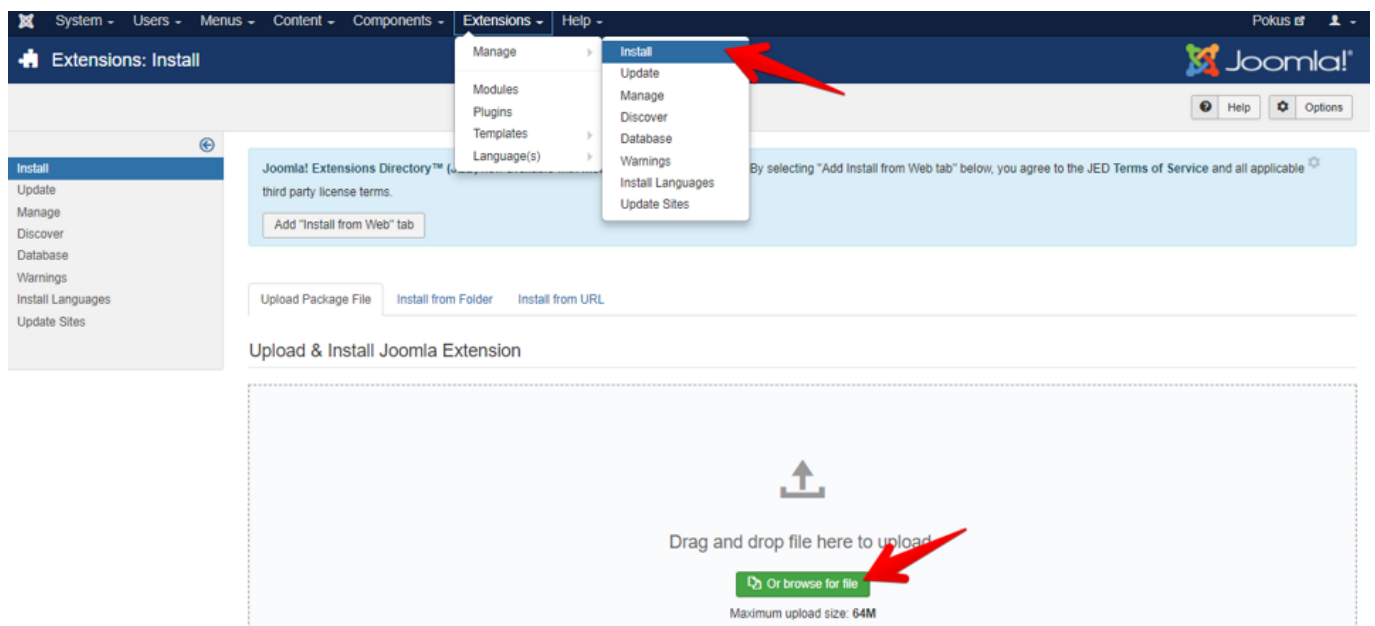 System Users Menus Content Components Extensions Help Pokus
Extensions: Install
Joomla!®
Manage
Modules
Plugins
Templates
Language(s)
Install
Update
Manage
Discover
Database
Warnings
Install Languages
Update Sites
Help Options
Install
Update
Manage
Discover
Database
Warnings
Install Languages
Update Sites
Joomla! Extensions Directory™ By selecting "Add Install from Web tab" below, you agree to the JED Terms of Service and all applicable
third party license terms.
Add "Install from Web" tab
Upload Package File Install from Folder Install from URL
Upload & Install Joomla Extension
Drag and drop file here to upload
Or browse for file
Maximum upload size: 64M